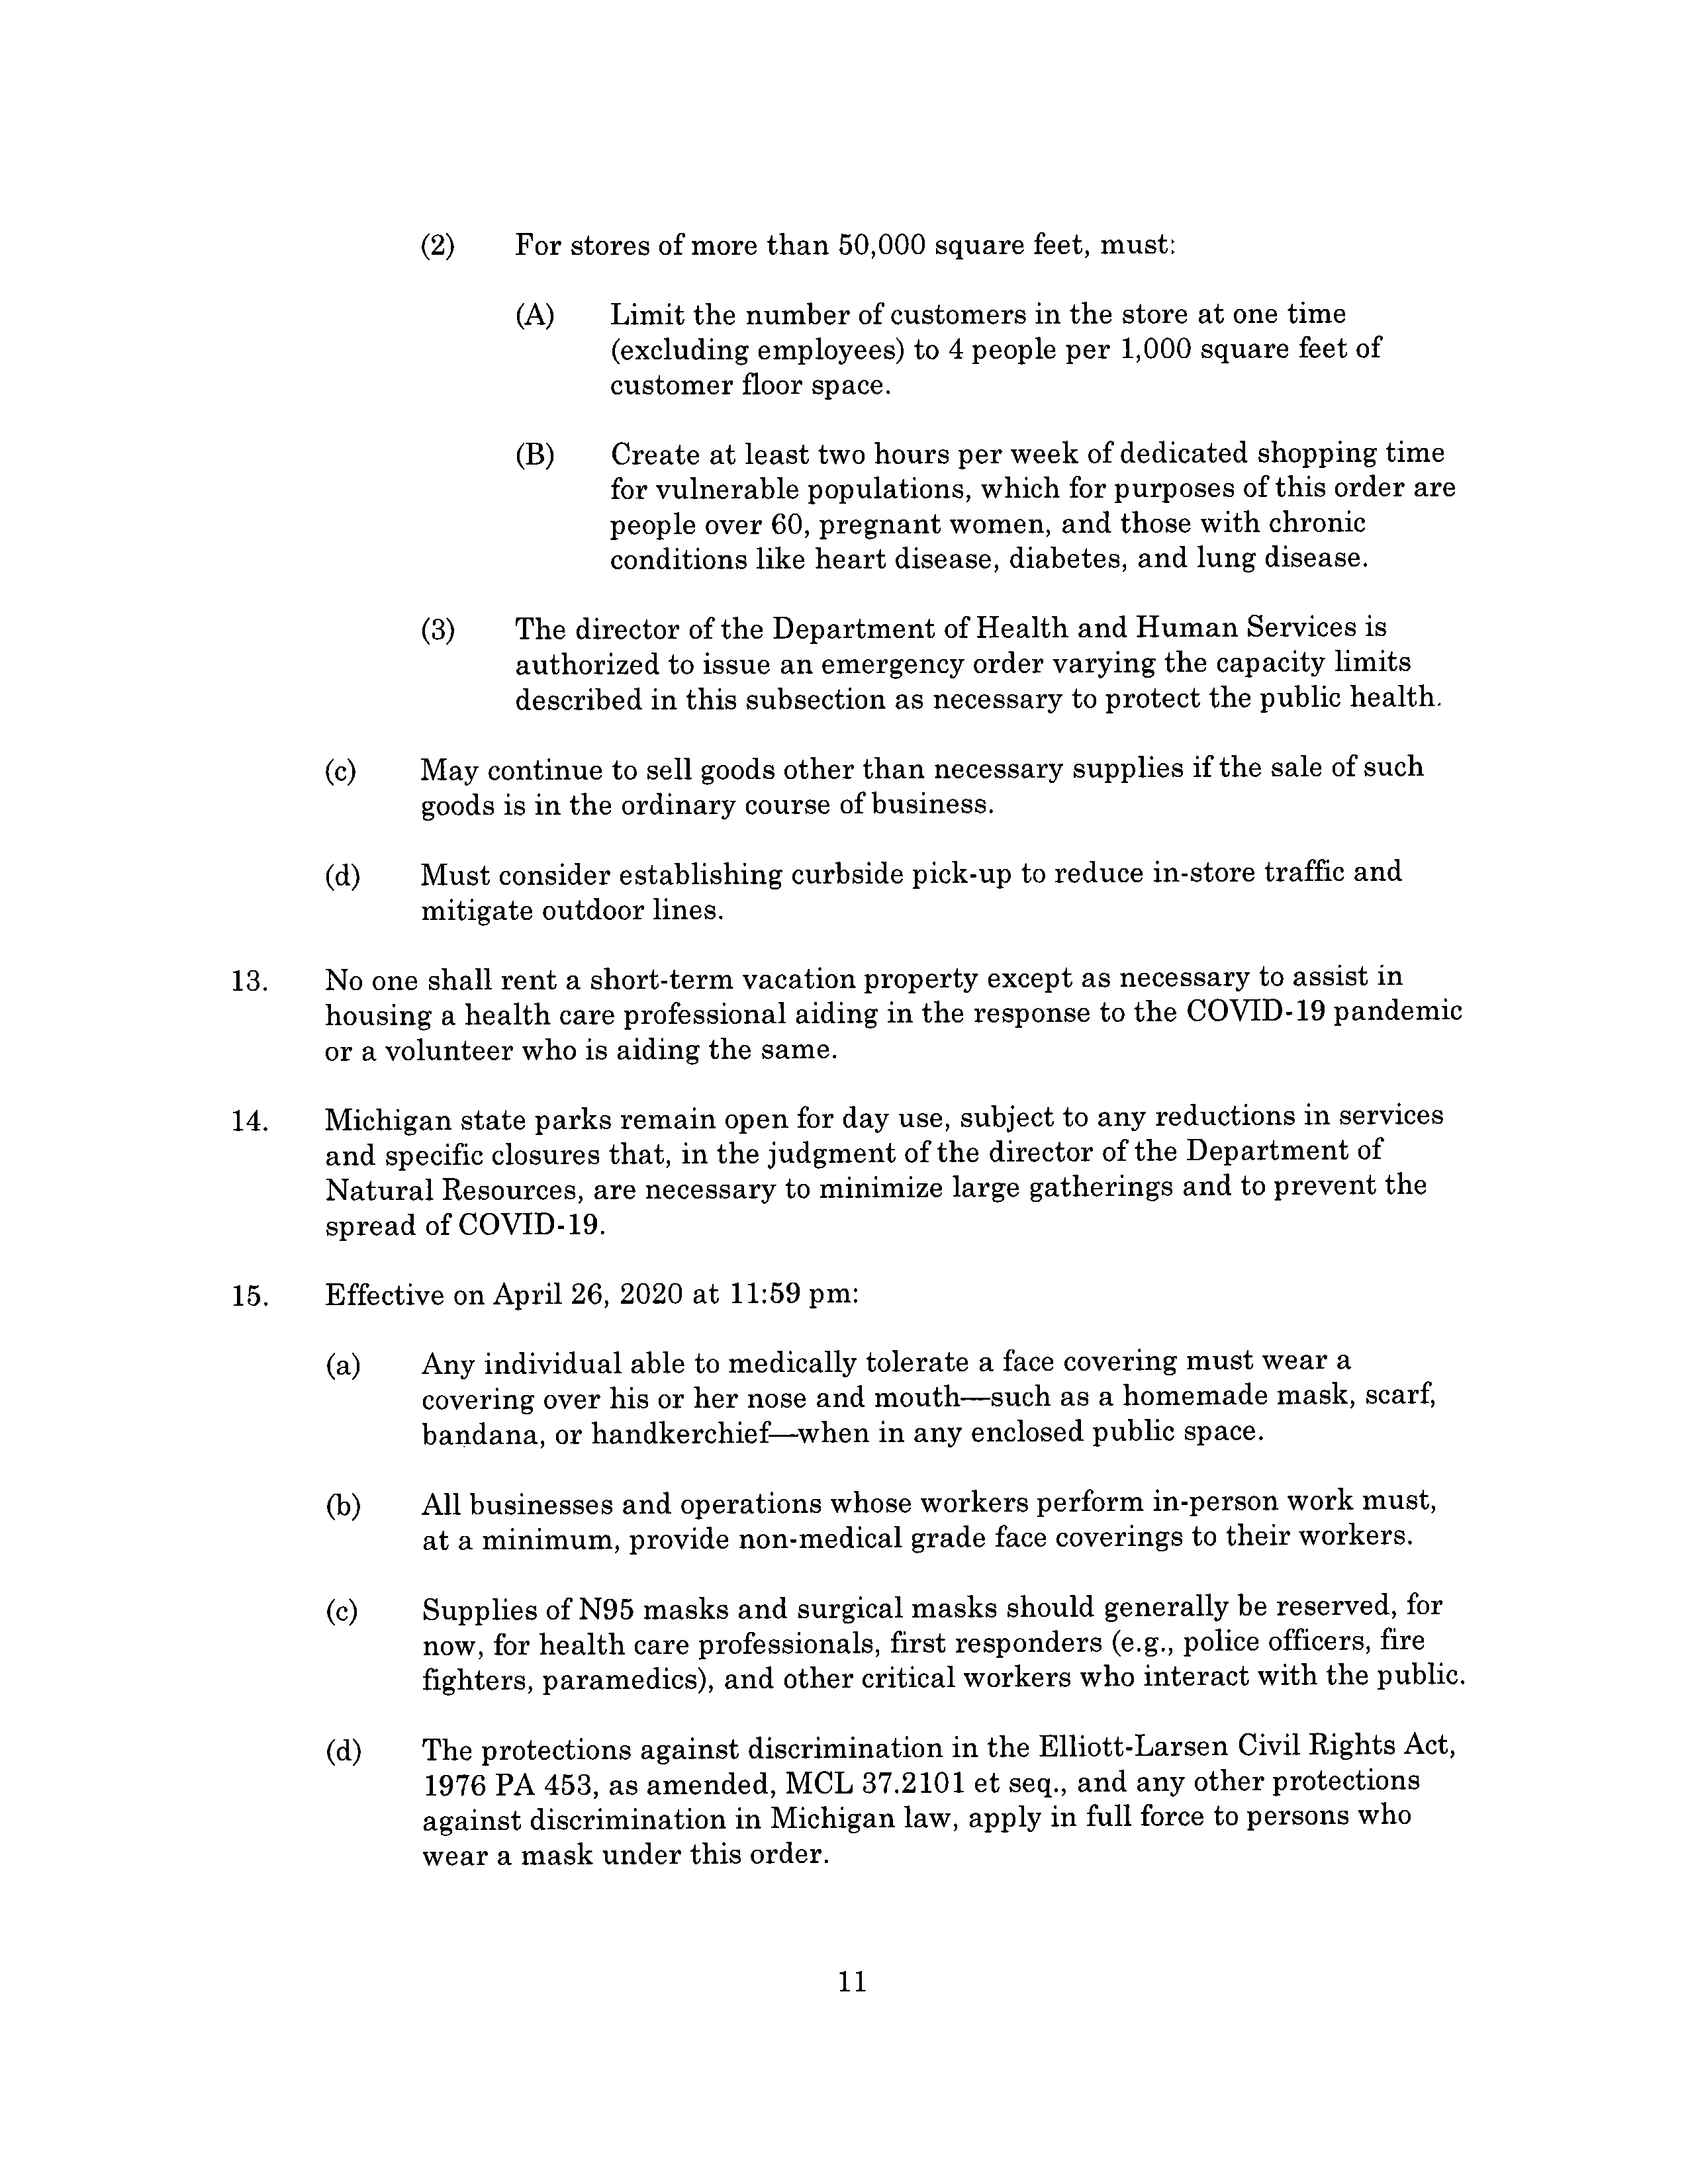 (2) For stores of more than 50,000 square feet, must:
(A) Limit the number of customers in the store at one time
(excluding employees) to 4 people per 1,000 square feet of
customer floor space.
(B) Create at least two hours per week of dedicated shopping time
for vulnerable populations, which for purposes of this order are
people over 60, pregnant women, and those with chronic
conditions like heart disease, diabetes, and lung disease.
(3) The director of the Department of Health and Human Services is
authorized to issue an emergency order varying the capacity limits
described in this subsection as necessary to protect the public health.
(c) May continue to sell goods other than necessary supplies if the sale of such
goods is in the ordinary course of business.
(d) Must consider establishing curbside pick-up to reduce in-store traffic and
mitigate outdoor lines.
13. No one shall rent a short-term vacation property except as necessary to assist in
housing a health care professional aiding in the response to the COVID-19 pandemic
or a volunteer who is aiding the same.
14. Michigan state parks remain open for day use, subject to any reductions in services
and specific closures that, in the judgment of the director of the Department of
Natural Resources, are necessary to minimize large gatherings and to prevent the
spread of COVID-19.
15. Effective on April 26, 2020 at 11:59 pm:
(a) Any individual able to medically tolerate a face covering must wear a
covering over his or her nose and mouth—such as a homemade mask, scarf,
bandana, or handkerchief—when in any enclosed public space.
(b) All businesses and operations whose workers perform in-person work must,
at a minimum, provide non-medical grade face coverings to their workers.
(c) Supplies of N95 masks and surgical masks should generally be reserved, for
now, for health care professionals, first responders (e.g., police officers, fire
fighters, paramedics), and other critical workers who interact with the public.
(d) The protections against discrimination in the Elliott-Larsen Civil Rights Act,
1976 PA 453, as amended, MCL 37.2101 et seq., and any other protections
against discrimination in Michigan law, apply in full force to persons who
wear a mask under this order.
11